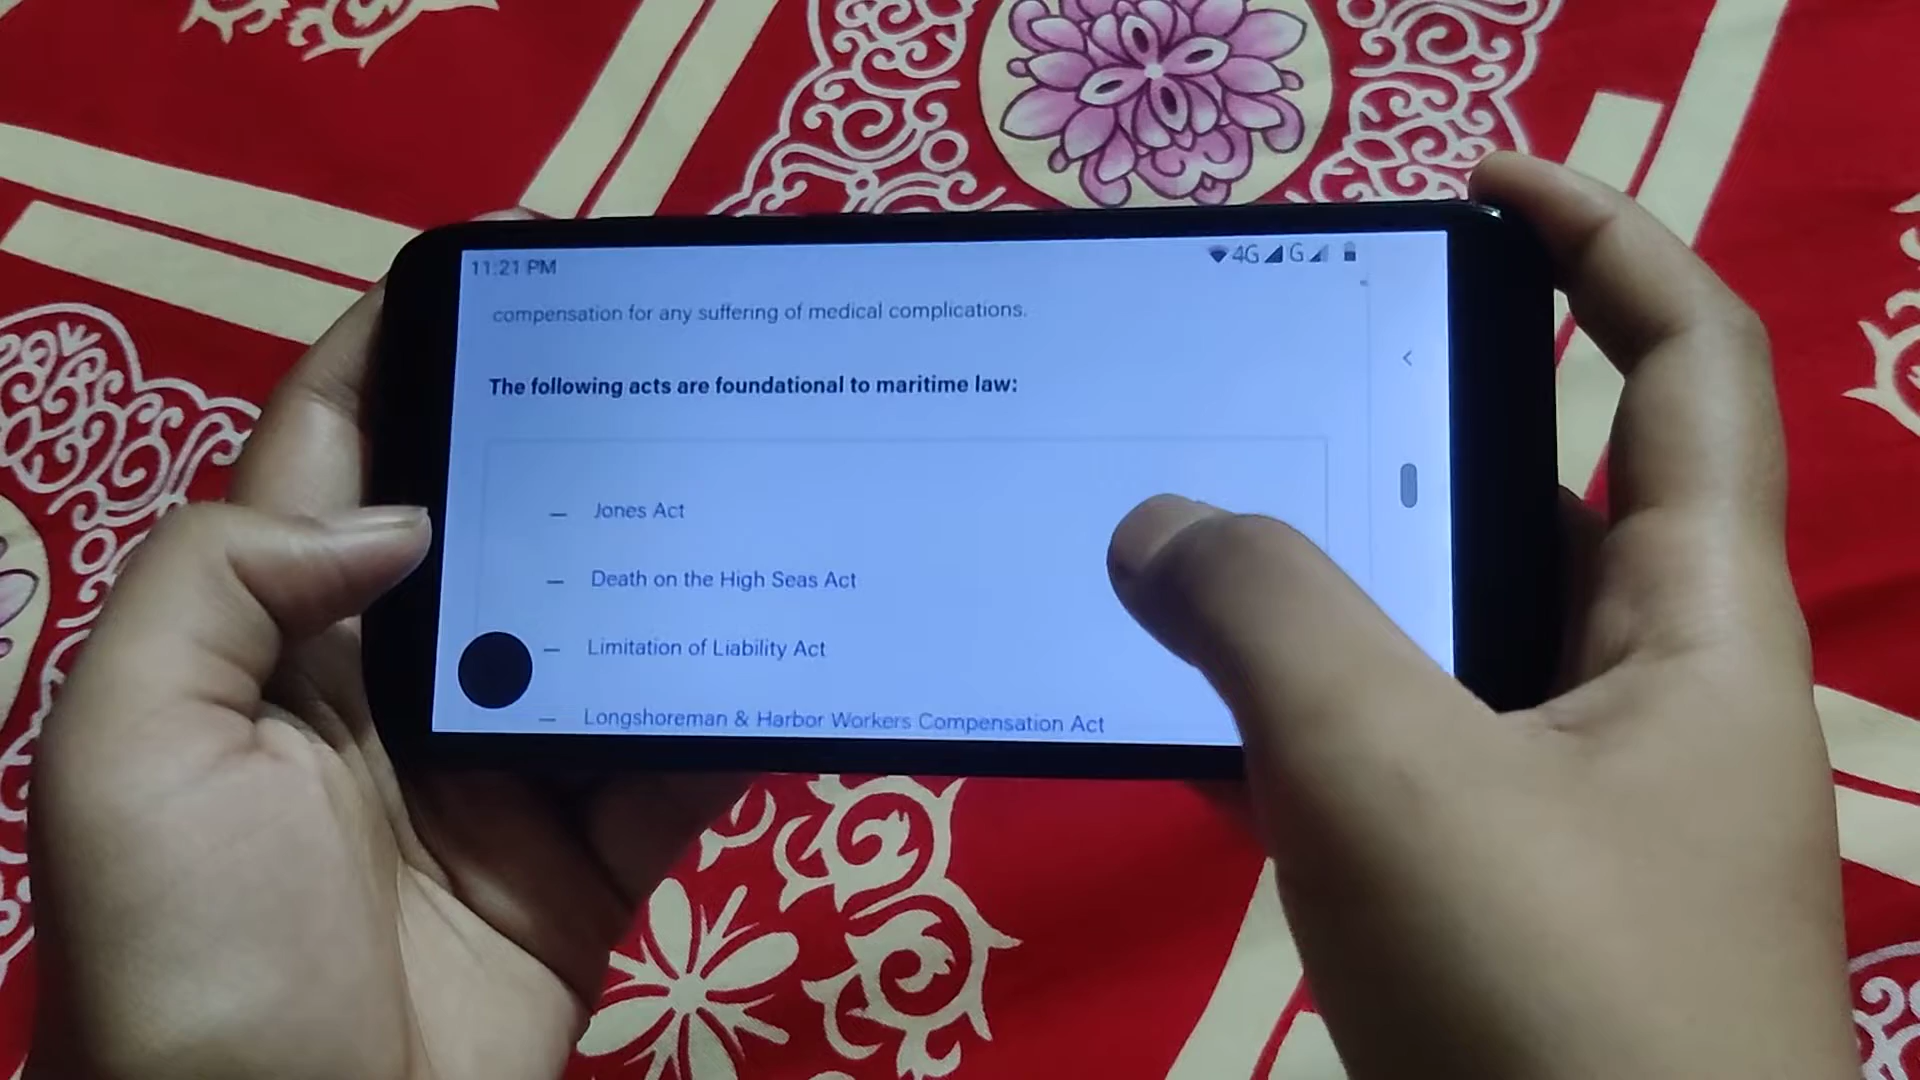 11:21 PM
4G G
compensation for any suffering of medical complications.
The following acts are foundational to maritime law:
— Jones Act
— Death on the High Seas Act
— Limitation of Liability Act
— Longshoreman & Harbor Workers Compensation Act